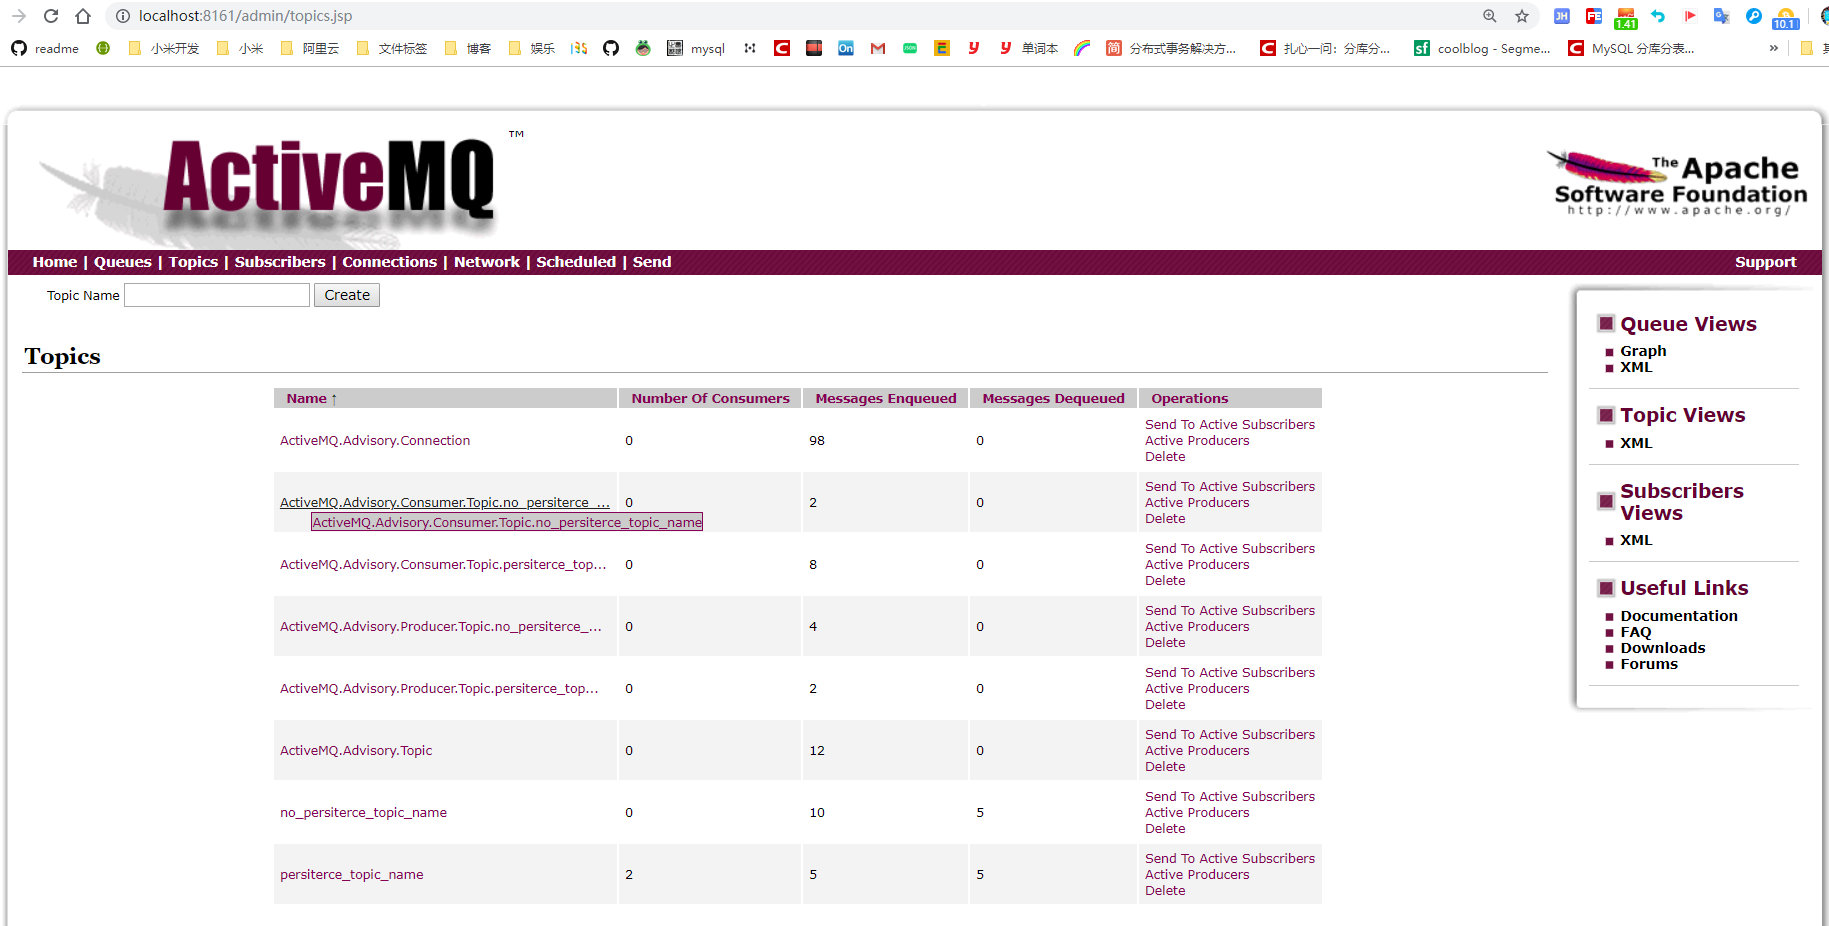 localhost:8161/admin/topics.jsp
1.41
10.1
readme 小米开发 小米 阿里云 文件标签 博客 娱乐 mysql On 单词本 简 分布式事务解决方... 扎心一问：分库分... sf coolblog - Segme... MySQL 分库分表... »
ActiveMQ TM
The Apache
Software Foundation
http://www.apache.org/
Home | Queues | Topics | Subscribers | Connections | Network | Scheduled | Send Support
Topic Name Create
Topics
Name ↑ Number Of Consumers Messages Enqueued Messages Dequeued Operations
ActiveMQ.Advisory.Connection 0 98 0 Send To Active Subscribers
Active Producers
Delete
ActiveMQ.Advisory.Consumer.Topic.no_persiterce_... 0 2 0 Send To Active Subscribers
Active Producers
Delete
ActiveMQ.Advisory.Consumer.Topic.no_persiterce_topic_name
ActiveMQ.Advisory.Consumer.Topic.persiterce_top... 0 8 0 Send To Active Subscribers
Active Producers
Delete
ActiveMQ.Advisory.Producer.Topic.no_persiterce_... 0 4 0 Send To Active Subscribers
Active Producers
Delete
ActiveMQ.Advisory.Producer.Topic.persiterce_top... 0 2 0 Send To Active Subscribers
Active Producers
Delete
ActiveMQ.Advisory.Topic 0 12 0 Send To Active Subscribers
Active Producers
Delete
no_persiterce_topic_name 0 10 5 Send To Active Subscribers
Active Producers
Delete
persiterce_topic_name 2 5 5 Send To Active Subscribers
Active Producers
Delete
Queue Views
Graph
XML
Topic Views
XML
Subscribers
Views
XML
Useful Links
Documentation
FAQ
Downloads
Forums